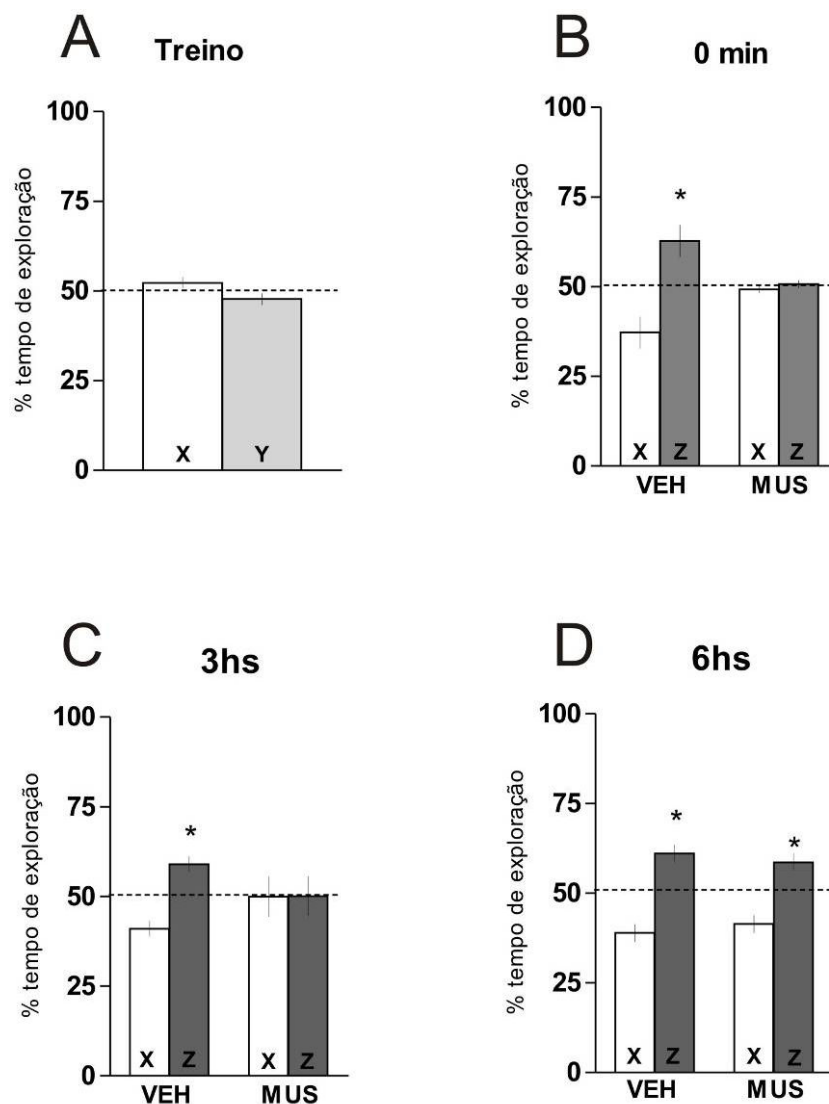 A Treino
% tempo de exploração
100
75
50
25
0
X Y
B 0 min
% tempo de exploração
100
75
50
25
0
X Z X Z
VEH MUS
*
C 3hs
% tempo de exploração
100
75
50
25
0
X Z X Z
VEH MUS
*
D 6hs
% tempo de exploração
100
75
50
25
0
X Z X Z
VEH MUS
* *